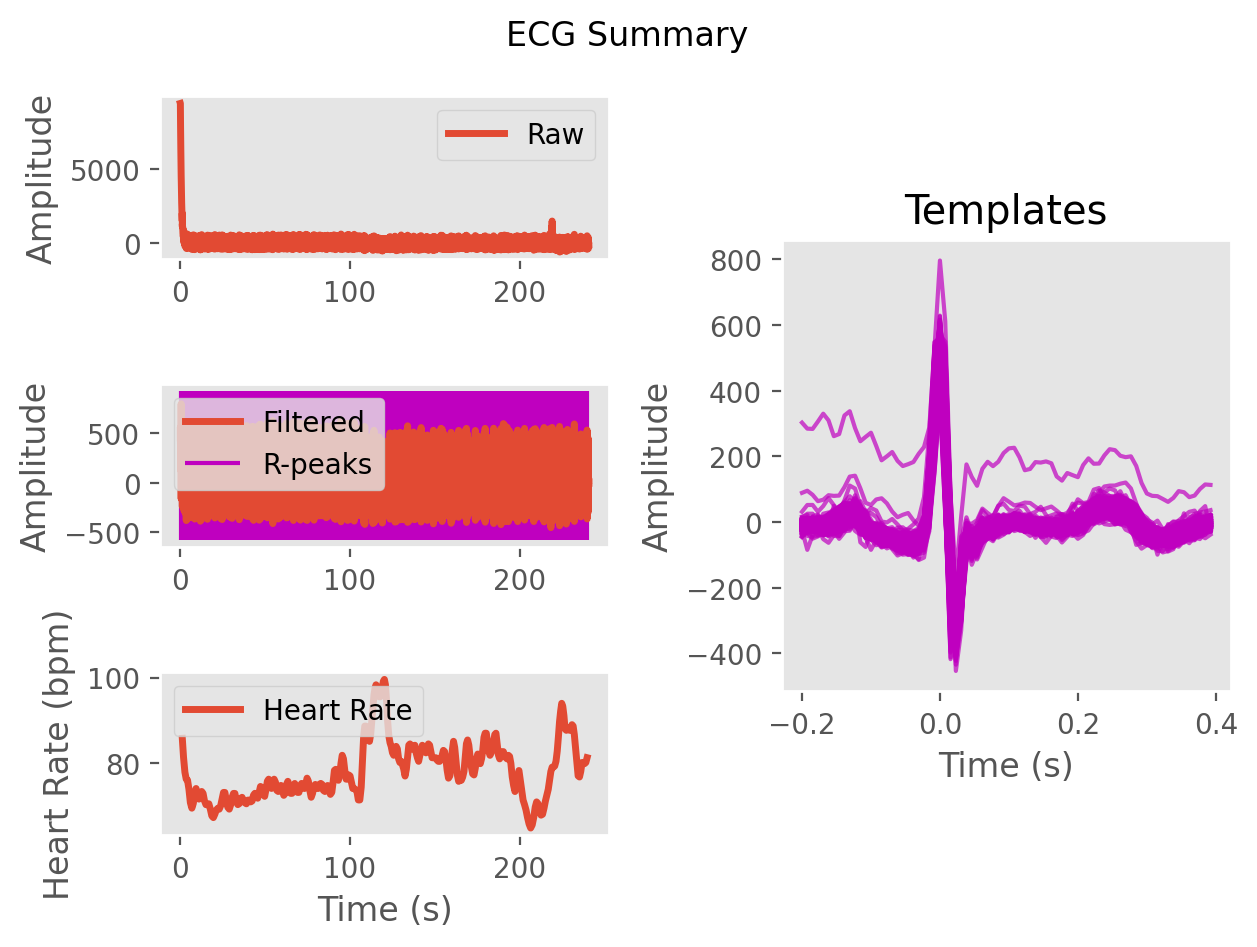 ECG Summary
Amplitude
5000
0
Raw
0
100
200
Amplitude
500
0
−500
Filtered
R-peaks
0
100
200
Heart Rate (bpm)
100
80
Heart Rate
0
100
200
Time (s)
Templates
Amplitude
800
600
400
200
0
−200
−400
−0.2
0.0
0.2
0.4
Time (s)